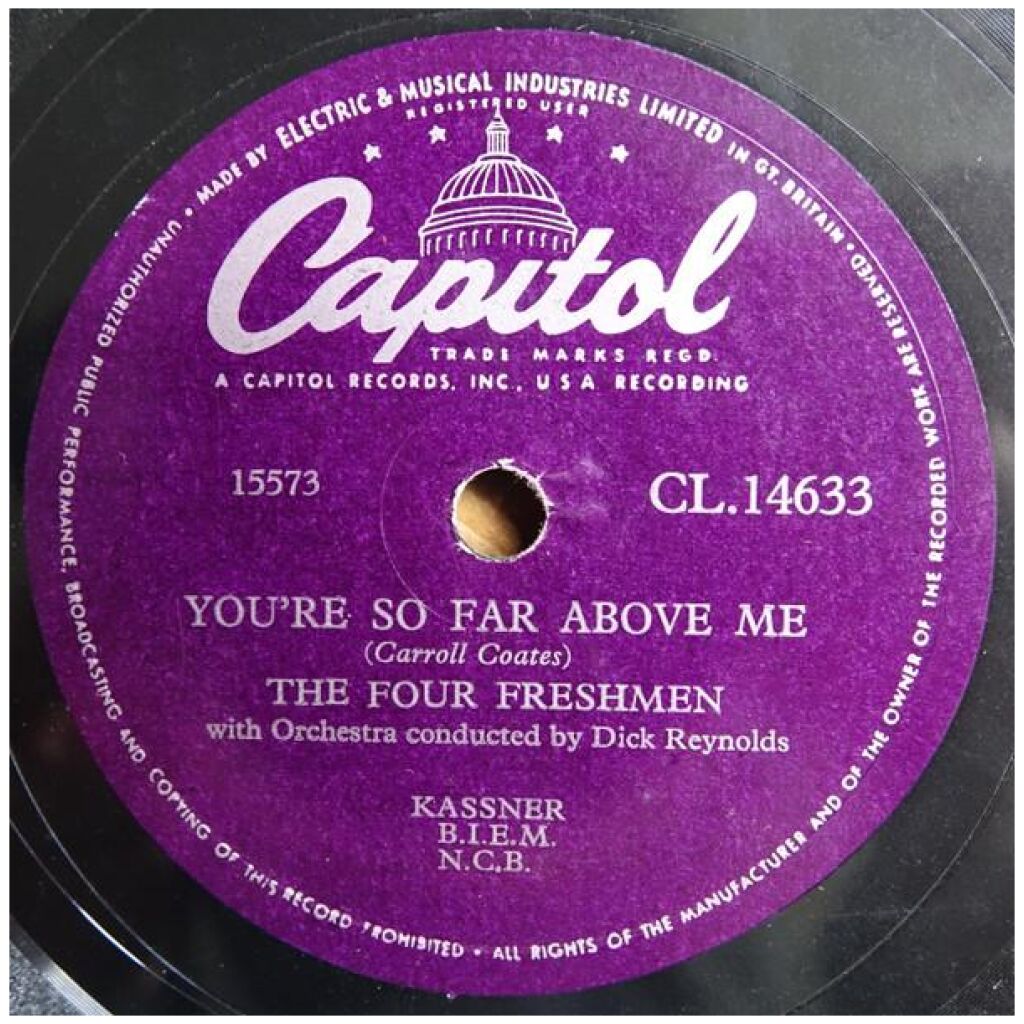 MADE BY ELECTRIC & MUSICAL INDUSTRIES LIMITED IN GT. BRITAIN •
REGISTERED USER
Capitol
TRADE MARKS REGD.
A CAPITOL RECORDS, INC., U S A RECORDING
15573
CL.14633
YOU'RE SO FAR ABOVE ME
(Carroll Coates)
THE FOUR FRESHMEN
with Orchestra conducted by Dick Reynolds
KASSNER
B.I.E.M.
N.C.B.
ALL RIGHTS OF THE MANUFACTURER AND OF THE OWNER OF THE RECORDED WORK ARE RESERVED •
UNAUTHORIZED PUBLIC PERFORMANCE, BROADCASTING AND COPYING OF THIS RECORD PROHIBITED •